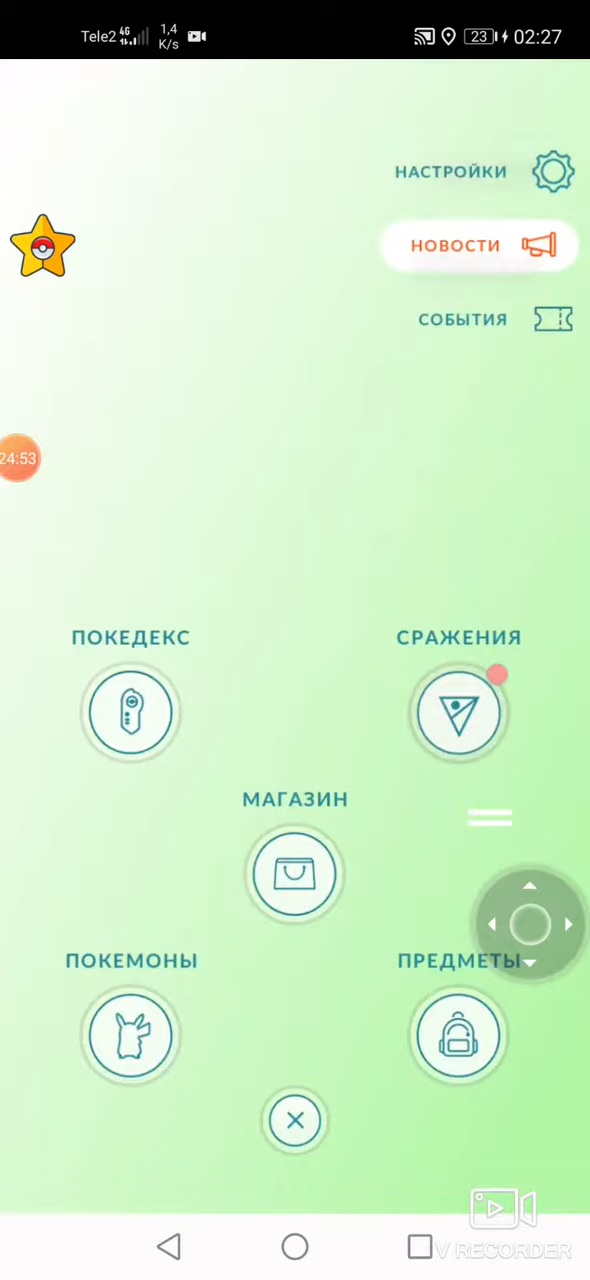 Tele2 4G 1,4 K/s 23 02:27
НАСТРОЙКИ
НОВОСТИ
СОБЫТИЯ
24:53
ПОКЕДЕКС СРАЖЕНИЯ
МАГАЗИН
ПОКЕМОНЫ ПРЕДМЕТЫ
V RECORDER